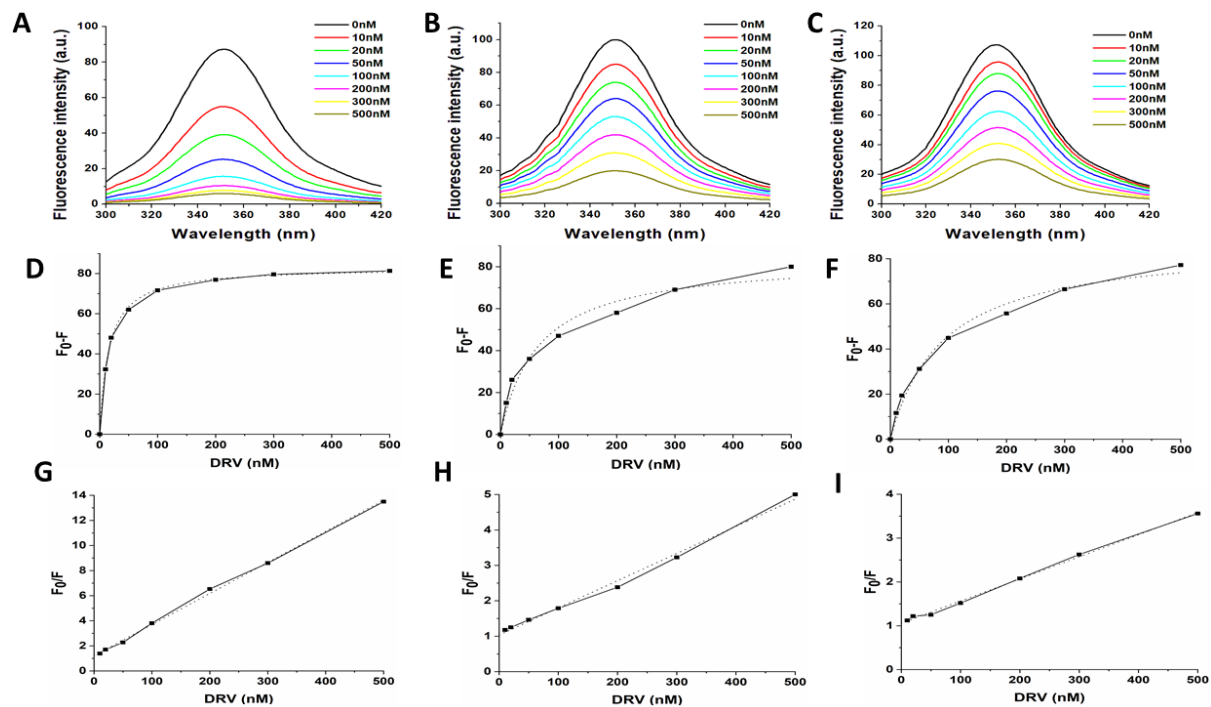 A
B
C
Fluorescence intensity (a.u.)
100
80
60
40
20
0
300 320 340 360 380 400 420
Wavelength (nm)
0nM
10nM
20nM
50nM
100nM
200nM
300nM
500nM
Fluorescence intensity (a.u.)
120
100
80
60
40
20
0
300 320 340 360 380 400 420
Wavelength (nm)
0nM
10nM
20nM
50nM
100nM
200nM
300nM
500nM
Fluorescence intensity (a.u.)
120
100
80
60
40
20
0
300 320 340 360 380 400 420
Wavelength (nm)
0nM
10nM
20nM
50nM
100nM
200nM
300nM
500nM
D
E
F
F0-F
80
60
40
20
0
0 100 200 300 400 500
DRV (nM)
F0-F
80
60
40
20
0
0 100 200 300 400 500
DRV (nM)
F0-F
80
60
40
20
0
0 100 200 300 400 500
DRV (nM)
G
H
I
F0/F
14
12
10
8
6
4
2
0
0 100 200 300 400 500
DRV (nM)
F0/F
5
4
3
2
1
0
0 100 200 300 400 500
DRV (nM)
F0/F
4
3
2
1
0
0 100 200 300 400 500
DRV (nM)